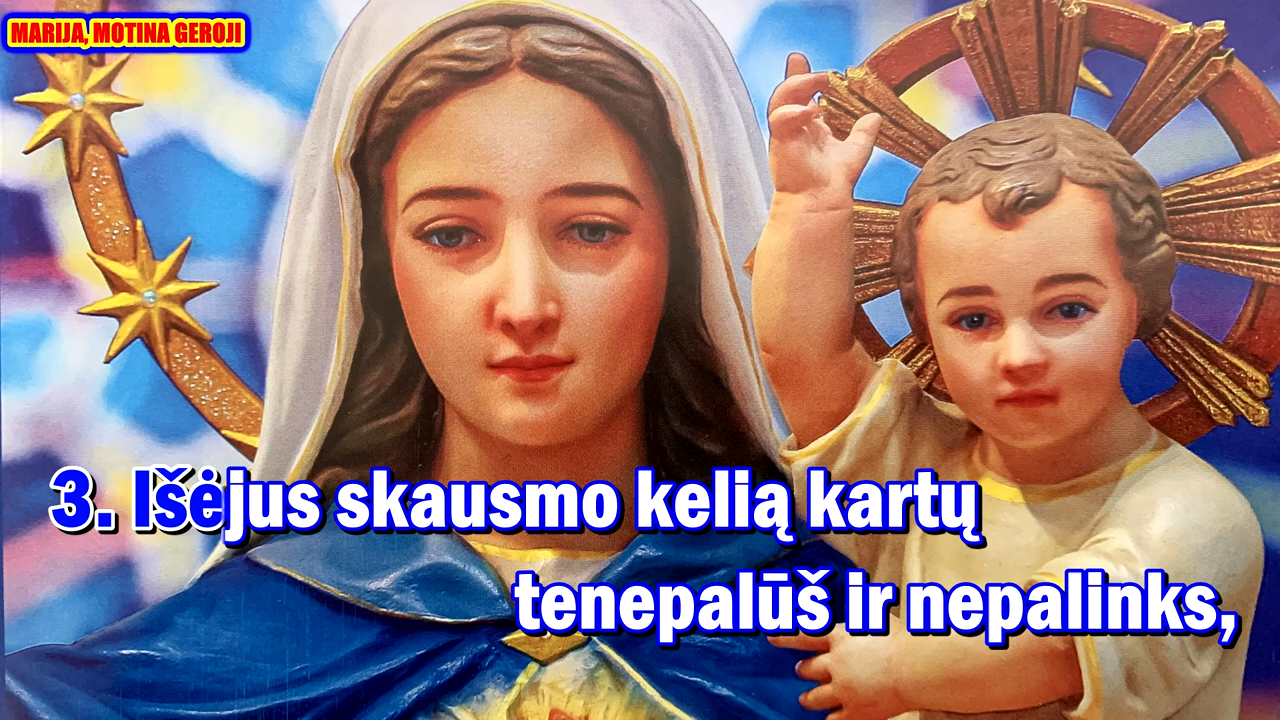 MARIJA, MOTINA GEROJI
3. Išėjus skausmo kelią kartų
tenepalūš ir nepalinks,